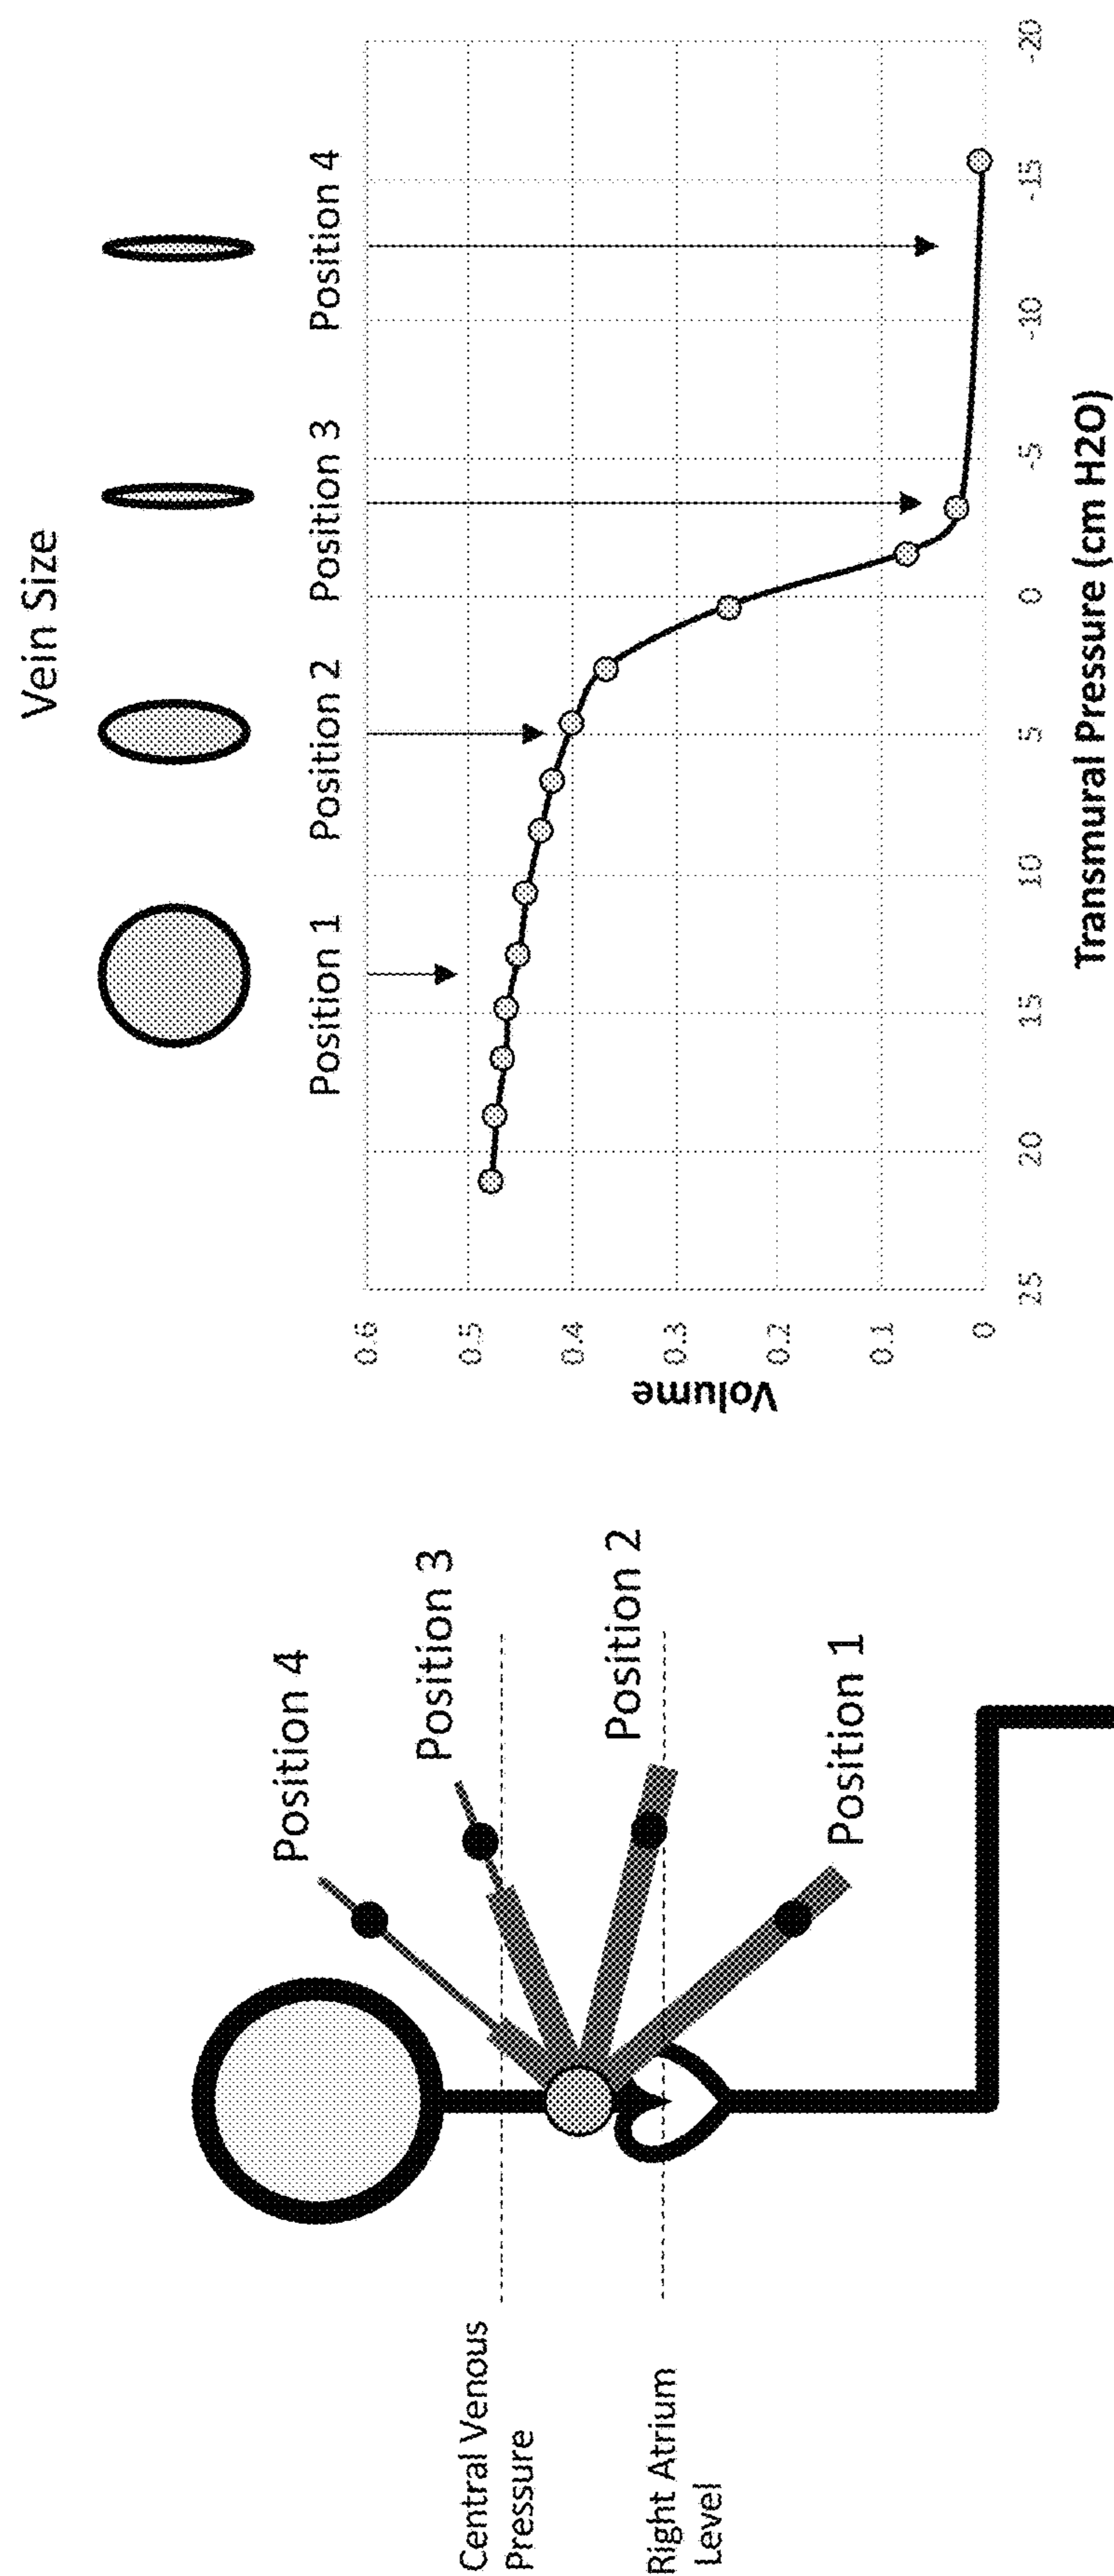 Position 4
Position 3
Position 2
Position 1
Central Venous
Pressure
Right Atrium
Level
Vein Size
Position 1
Position 2
Position 3
Position 4
0.6
0.5
0.4
0.3
0.2
0.1
0
Volume
25
20
15
10
5
0
-5
-10
-15
-20
Transmural Pressure (cm H2O)